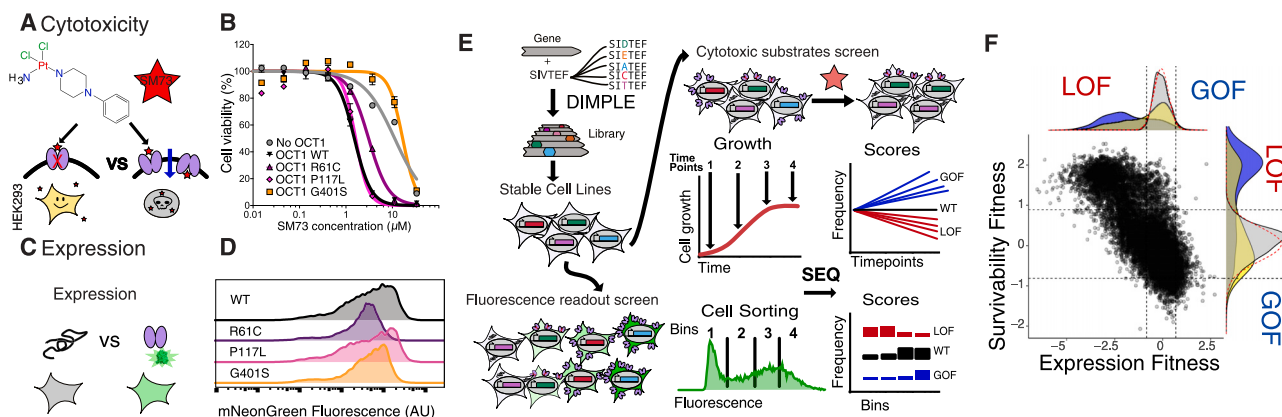 A Cytotoxicity
Cl
Cl
Pt
N
H3N
N
SM73
X
VS
HEK293
B
Cell viability (%)
120
100
80
60
40
20
0
No OCT1
OCT1 WT
OCT1 R61C
OCT1 P117L
OCT1 G401S
0.01
0.1
1
10
SM73 concentration (µM)
C Expression
Expression
VS
D
WT
R61C
P117L
G401S
mNeonGreen Fluorescence (AU)
E
Gene
+
SIVTEF
SIDTEF
SIETEF
SIATEF
SICTEF
SITTEF
DIMPLE
Library
Stable Cell Lines
Fluorescence readout screen
Cytotoxic substrates screen
Growth
Time Points
1
2
3
4
Cell growth
Time
Scores
GOF
WT
LOF
Frequency
Timepoints
SEQ
Cell Sorting
Bins
1
2
3
4
Fluorescence
Scores
LOF
WT
GOF
Frequency
Bins
F
LOF
GOF
LOF
GOF
Survivability Fitness
2
1
0
−1
−2
−5.0
−2.5
0
2.5
Expression Fitness